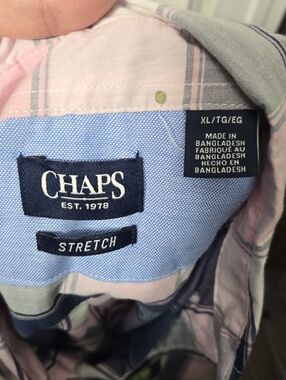 CHAPS
EST. 1978
STRETCH
XL/TG/EG
MADE IN
BANGLADESH
FABRIQUÉ AU
BANGLADESH
HECHO EN
BANGLADESH